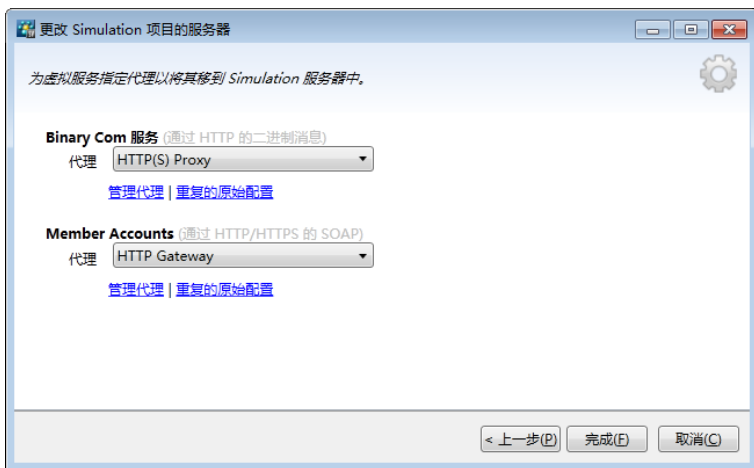 更改 Simulation 项目的服务器
为虚拟服务指定代理以将其移到 Simulation 服务器中。
Binary Com 服务 (通过 HTTP 的二进制消息)
代理 HTTP(S) Proxy
管理代理 | 重复的原始配置
Member Accounts (通过 HTTP/HTTPS 的 SOAP)
代理 HTTP Gateway
管理代理 | 重复的原始配置
< 上一步(P) 完成(F) 取消(C)